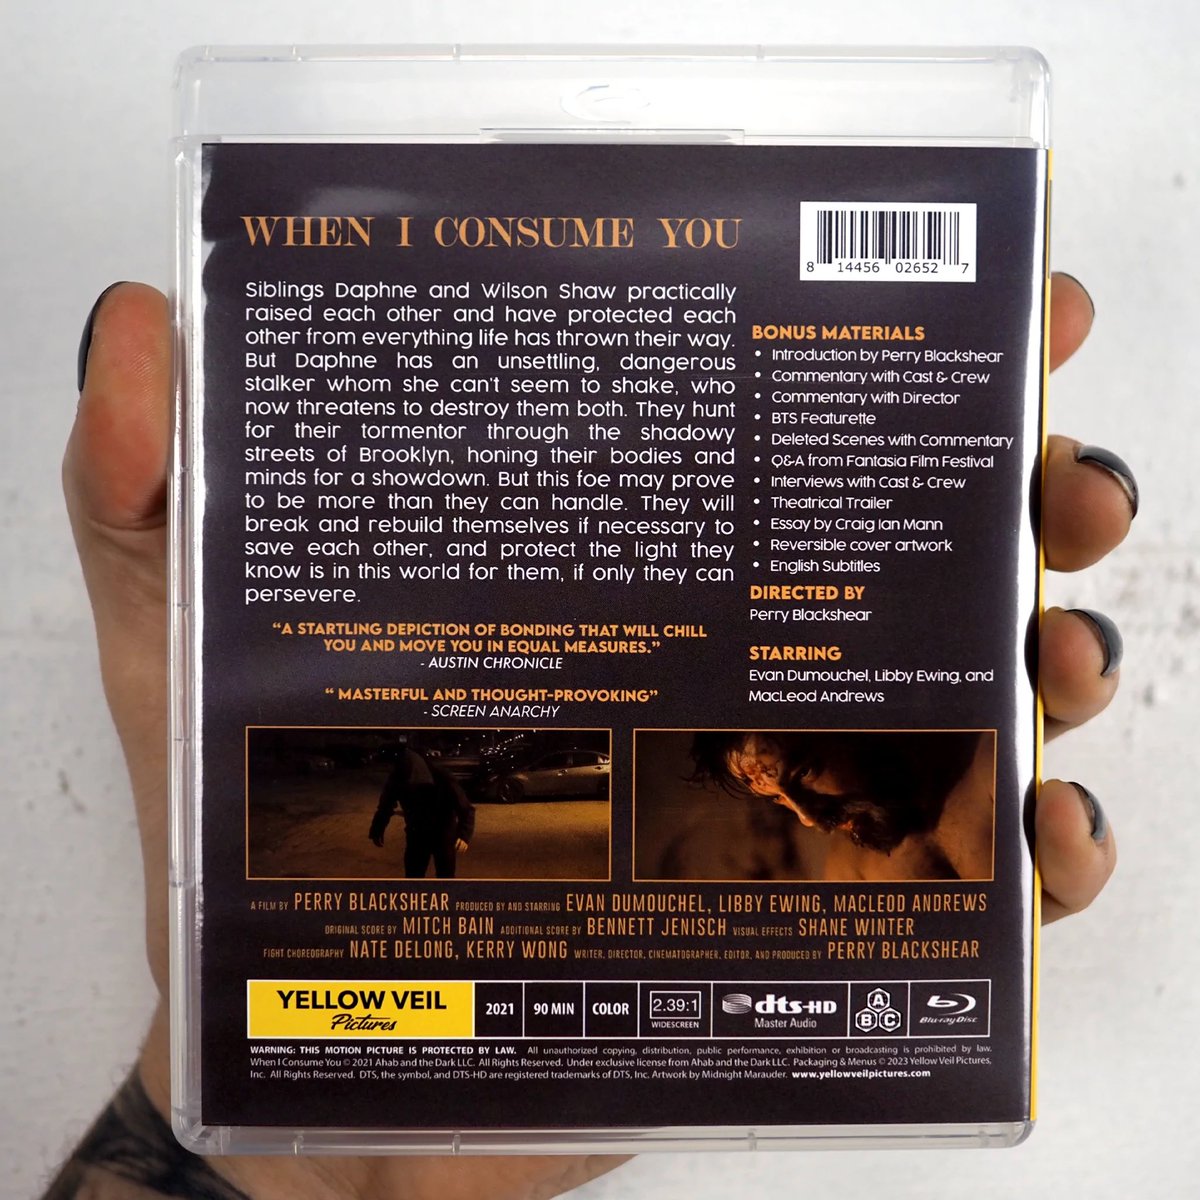 WHEN I CONSUME YOU
8 14456 02652 7
Siblings Daphne and Wilson Shaw practically
raised each other and have protected each
other from everything life has thrown their way.
But Daphne has an unsettling, dangerous
stalker whom she can't seem to shake, who
now threatens to destroy them both. They hunt
for their tormentor through the shadowy
streets of Brooklyn, honing their bodies and
minds for a showdown. But this foe may prove
to be more than they can handle. They will
break and rebuild themselves if necessary to
save each other, and protect the light they
know is in this world for them, if only they can
persevere.
"A STARTLING DEPICTION OF BONDING THAT WILL CHILL
YOU AND MOVE YOU IN EQUAL MEASURES."
- AUSTIN CHRONICLE
" MASTERFUL AND THOUGHT-PROVOKING"
- SCREEN ANARCHY
BONUS MATERIALS
• Introduction by Perry Blackshear
• Commentary with Cast & Crew
• Commentary with Director
• BTS Featurette
• Deleted Scenes with Commentary
• Q&A from Fantasia Film Festival
• Interviews with Cast & Crew
• Theatrical Trailer
• Essay by Craig Ian Mann
• Reversible cover artwork
• English Subtitles
DIRECTED BY
Perry Blackshear
STARRING
Evan Dumouchel, Libby Ewing, and
MacLeod Andrews
A FILM BY PERRY BLACKSHEAR PRODUCED BY AND STARRING EVAN DUMOUCHEL, LIBBY EWING, MACLEOD ANDREWS
ORIGINAL SCORE BY MITCH BAIN ADDITIONAL SCORE BY BENNETT JENISCH VISUAL EFFECTS SHANE WINTER
FIGHT CHOREOGRAPHY NATE DELONG, KERRY WONG WRITER, DIRECTOR, CINEMATOGRAPHER, EDITOR, AND PRODUCED BY PERRY BLACKSHEAR
YELLOW VEIL
Pictures
2021
90 MIN
COLOR
2.39:1
WIDESCREEN
dts-HD
Master Audio
A
B C
Blu-ray Disc
WARNING: THIS MOTION PICTURE IS PROTECTED BY LAW. All unauthorized copying, distribution, public performance, exhibition or broadcasting is prohibited by law.
When I Consume You © 2021 Ahab and the Dark LLC. All Rights Reserved. Under exclusive license from Ahab and the Dark LLC. Packaging & Menus © 2023 Yellow Veil Pictures,
Inc. All Rights Reserved. DTS, the symbol, and DTS-HD are registered trademarks of DTS, Inc. Artwork by Midnight Marauder. www.yellowveilpictures.com